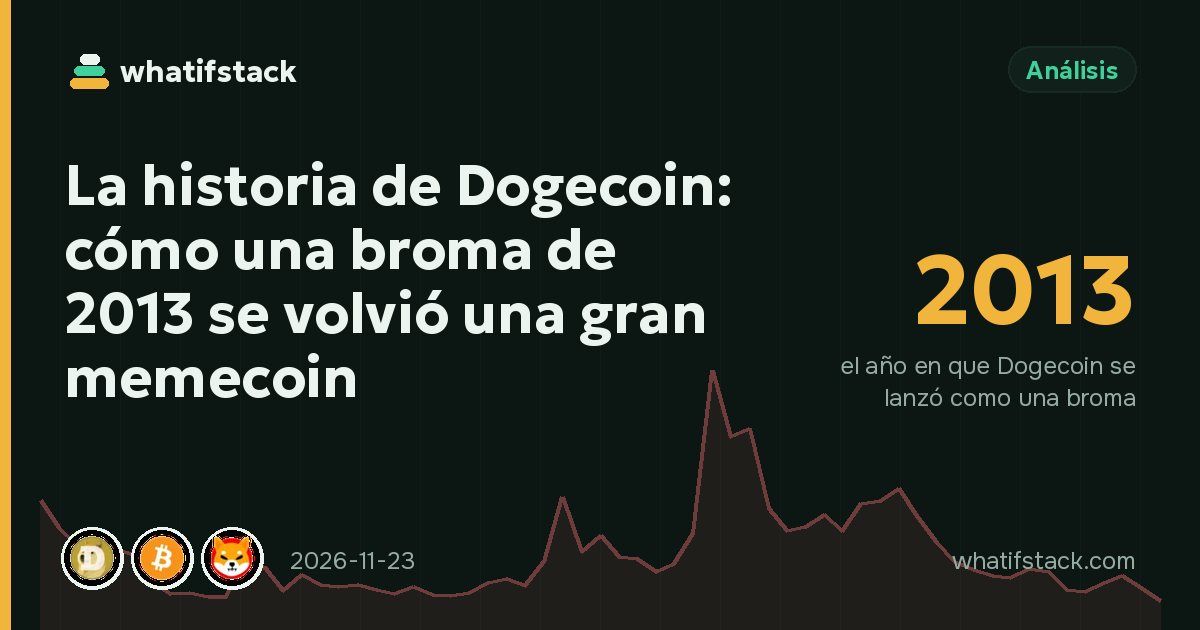 whatifstack
Análisis
La historia de Dogecoin:
cómo una broma de
2013 se volvió una gran
memecoin
2013
el año en que Dogecoin se
lanzó como una broma
2026-11-23
whatifstack.com